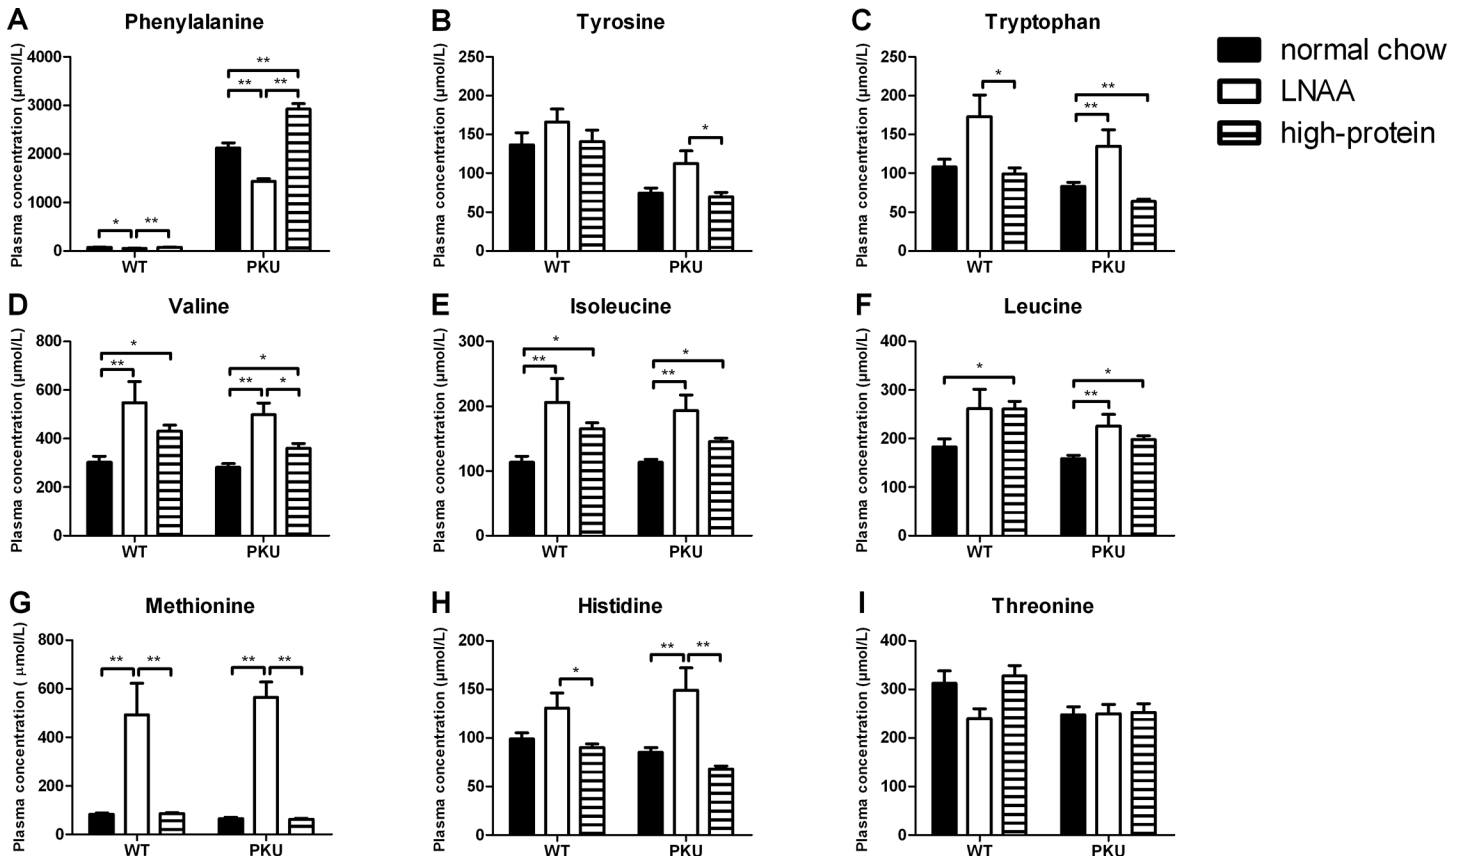 A Phenylalanine
Plasma concentration (µmol/L)
4000
3000
2000
1000
0
* ** ** ** **
WT PKU
B Tyrosine
Plasma concentration (µmol/L)
250
200
150
100
50
0
*
WT PKU
C Tryptophan
Plasma concentration (µmol/L)
250
200
150
100
50
0
* ** **
WT PKU
normal chow
LNAA
high-protein
D Valine
Plasma concentration (µmol/L)
800
600
400
200
0
** * ** * *
WT PKU
E Isoleucine
Plasma concentration (µmol/L)
300
200
100
0
** * ** *
WT PKU
F Leucine
Plasma concentration (µmol/L)
400
300
200
100
0
* ** *
WT PKU
G Methionine
Plasma concentration ( µmol/L)
800
600
400
200
0
** ** ** **
WT PKU
H Histidine
Plasma concentration (µmol/L)
200
150
100
50
0
* ** **
WT PKU
I Threonine
Plasma concentration (µmol/L)
400
300
200
100
0
WT PKU